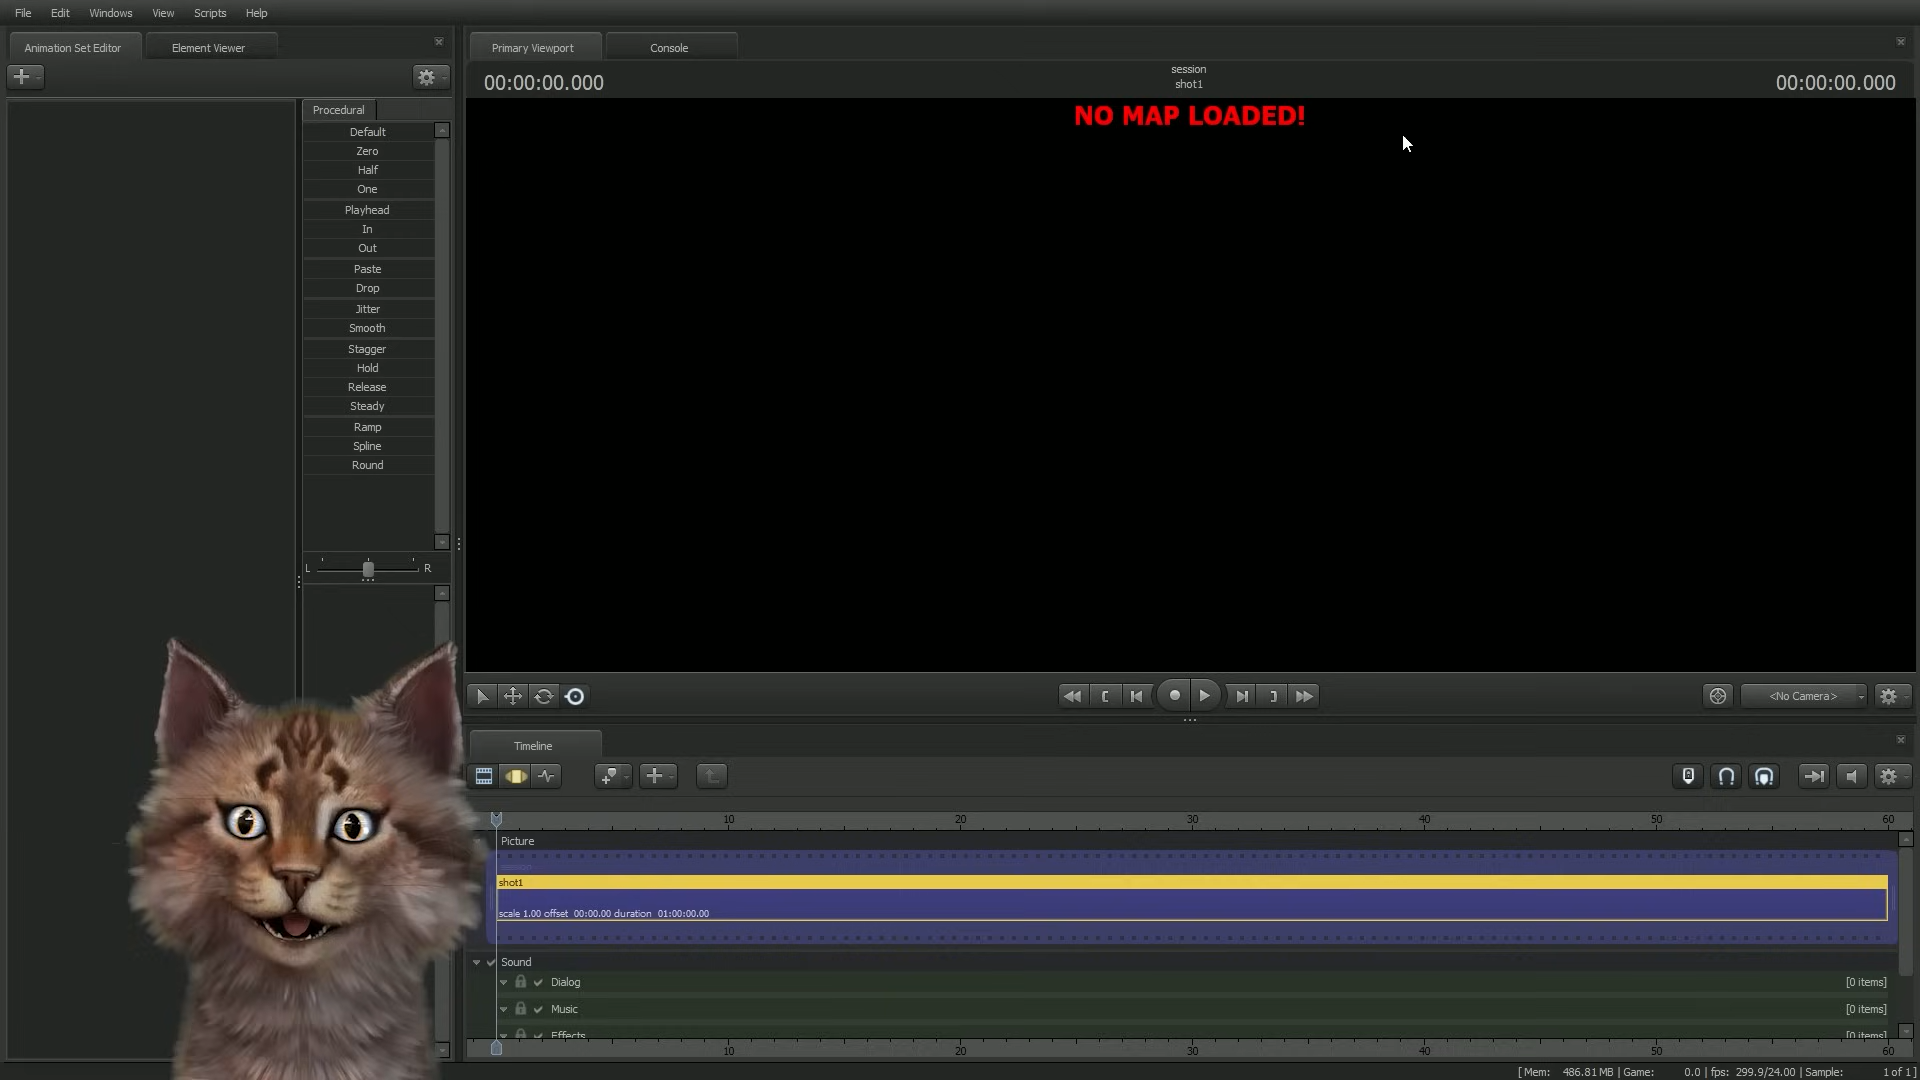 File Edit Windows View Scripts Help
Animation Set Editor Element Viewer
Primary Viewport Console
00:00:00.000
session
shot1
00:00:00.000
NO MAP LOADED!
Procedural
Default
Zero
Half
One
Playhead
In
Out
Paste
Drop
Jitter
Smooth
Stagger
Hold
Release
Steady
Ramp
Spline
Round
L R
<No Camera>
Timeline
10 20 30 40 50 60
Picture
shot1
scale 1.00 offset 00:00.00 duration 01:00:00.00
Sound
Dialog [0 items]
Music [0 items]
Effects [0 items]
10 20 30 40 50 60
[ Mem: 486.81 MB | Game: 0.0 | fps: 299.9/24.00 | Sample: 1 of 1 ]